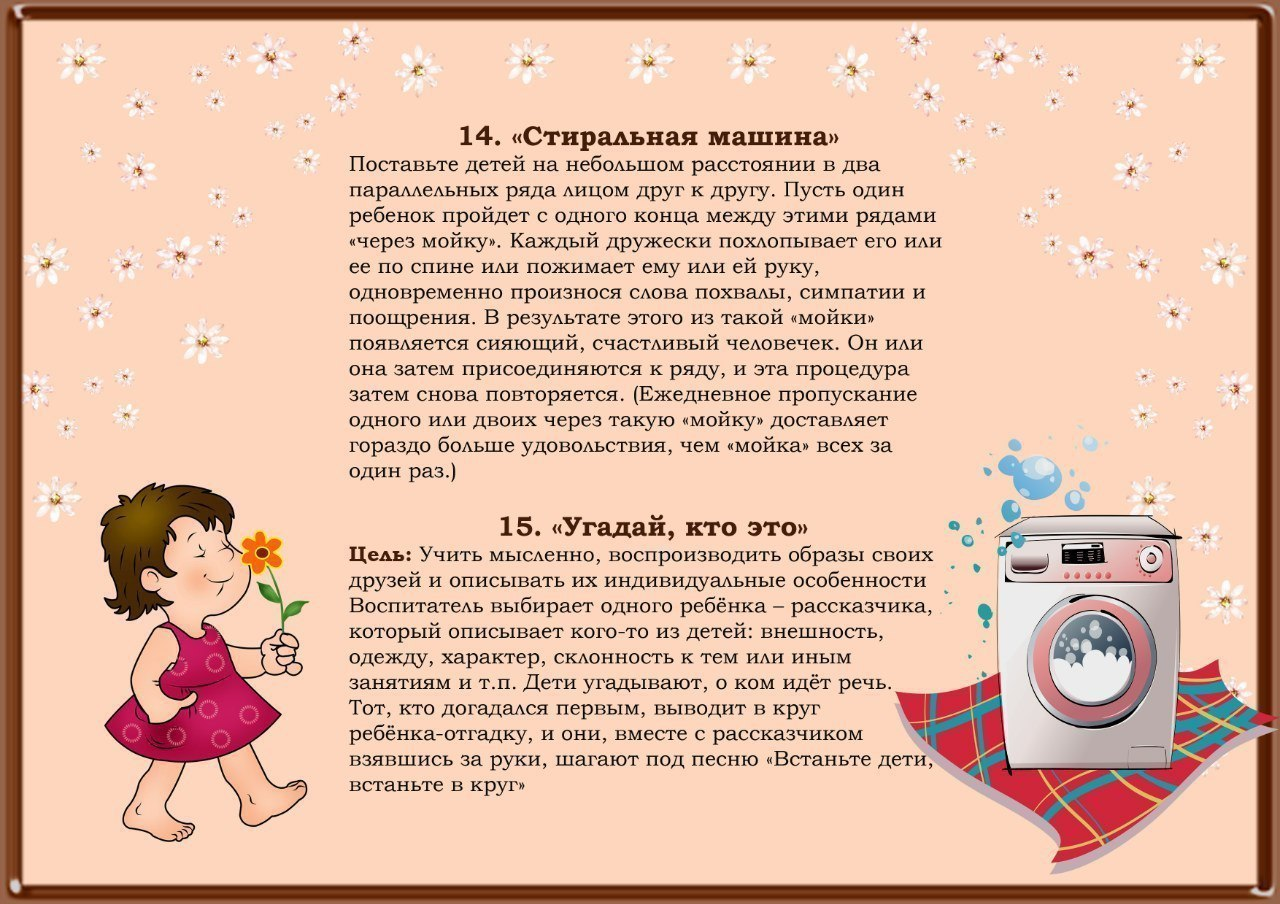 14. «Стиральная машина»
Поставьте детей на небольшом расстоянии в два
параллельных ряда лицом друг к другу. Пусть один
ребенок пройдет с одного конца между этими рядами
«через мойку». Каждый дружески похлопывает его или
ее по спине или пожимает ему или ей руку,
одновременно произнося слова похвалы, симпатии и
поощрения. В результате этого из такой «мойки»
появляется сияющий, счастливый человечек. Он или
она затем присоединяются к ряду, и эта процедура
затем снова повторяется. (Ежедневное пропускание
одного или двоих через такую «мойку» доставляет
гораздо больше удовольствия, чем «мойка» всех за
один раз.)
15. «Угадай, кто это»
Цель: Учить мысленно, воспроизводить образы своих
друзей и описывать их индивидуальные особенности
Воспитатель выбирает одного ребёнка – рассказчика,
который описывает кого-то из детей: внешность,
одежду, характер, склонность к тем или иным
занятиям и т.п. Дети угадывают, о ком идёт речь.
Тот, кто догадался первым, выводит в круг
ребёнка-отгадку, и они, вместе с рассказчиком
взявшись за руки, шагают под песню «Встаньте дети,
встаньте в круг»